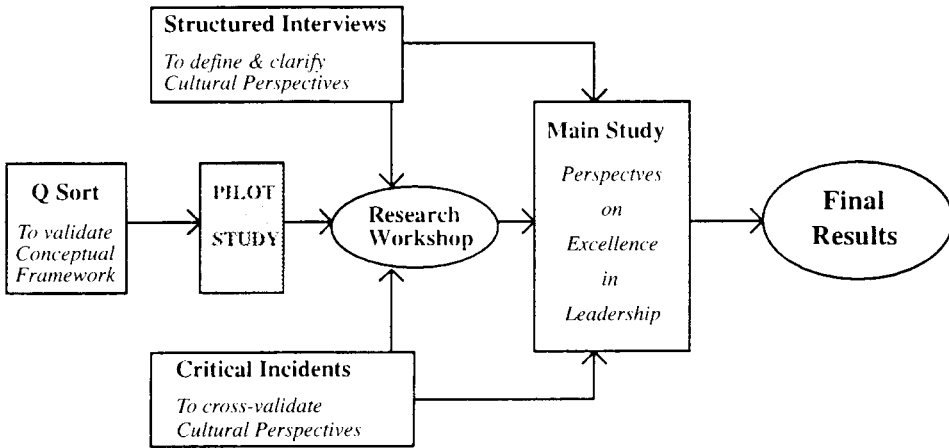 Structured Interviews
To define & clarify
Cultural Perspectives
Q Sort
To validate
Conceptual
Framework
PILOT
STUDY
Research
Workshop
Main Study
Perspectves
on
Excellence
in
Leadership
Final
Results
Critical Incidents
To cross-validate
Cultural Perspectives